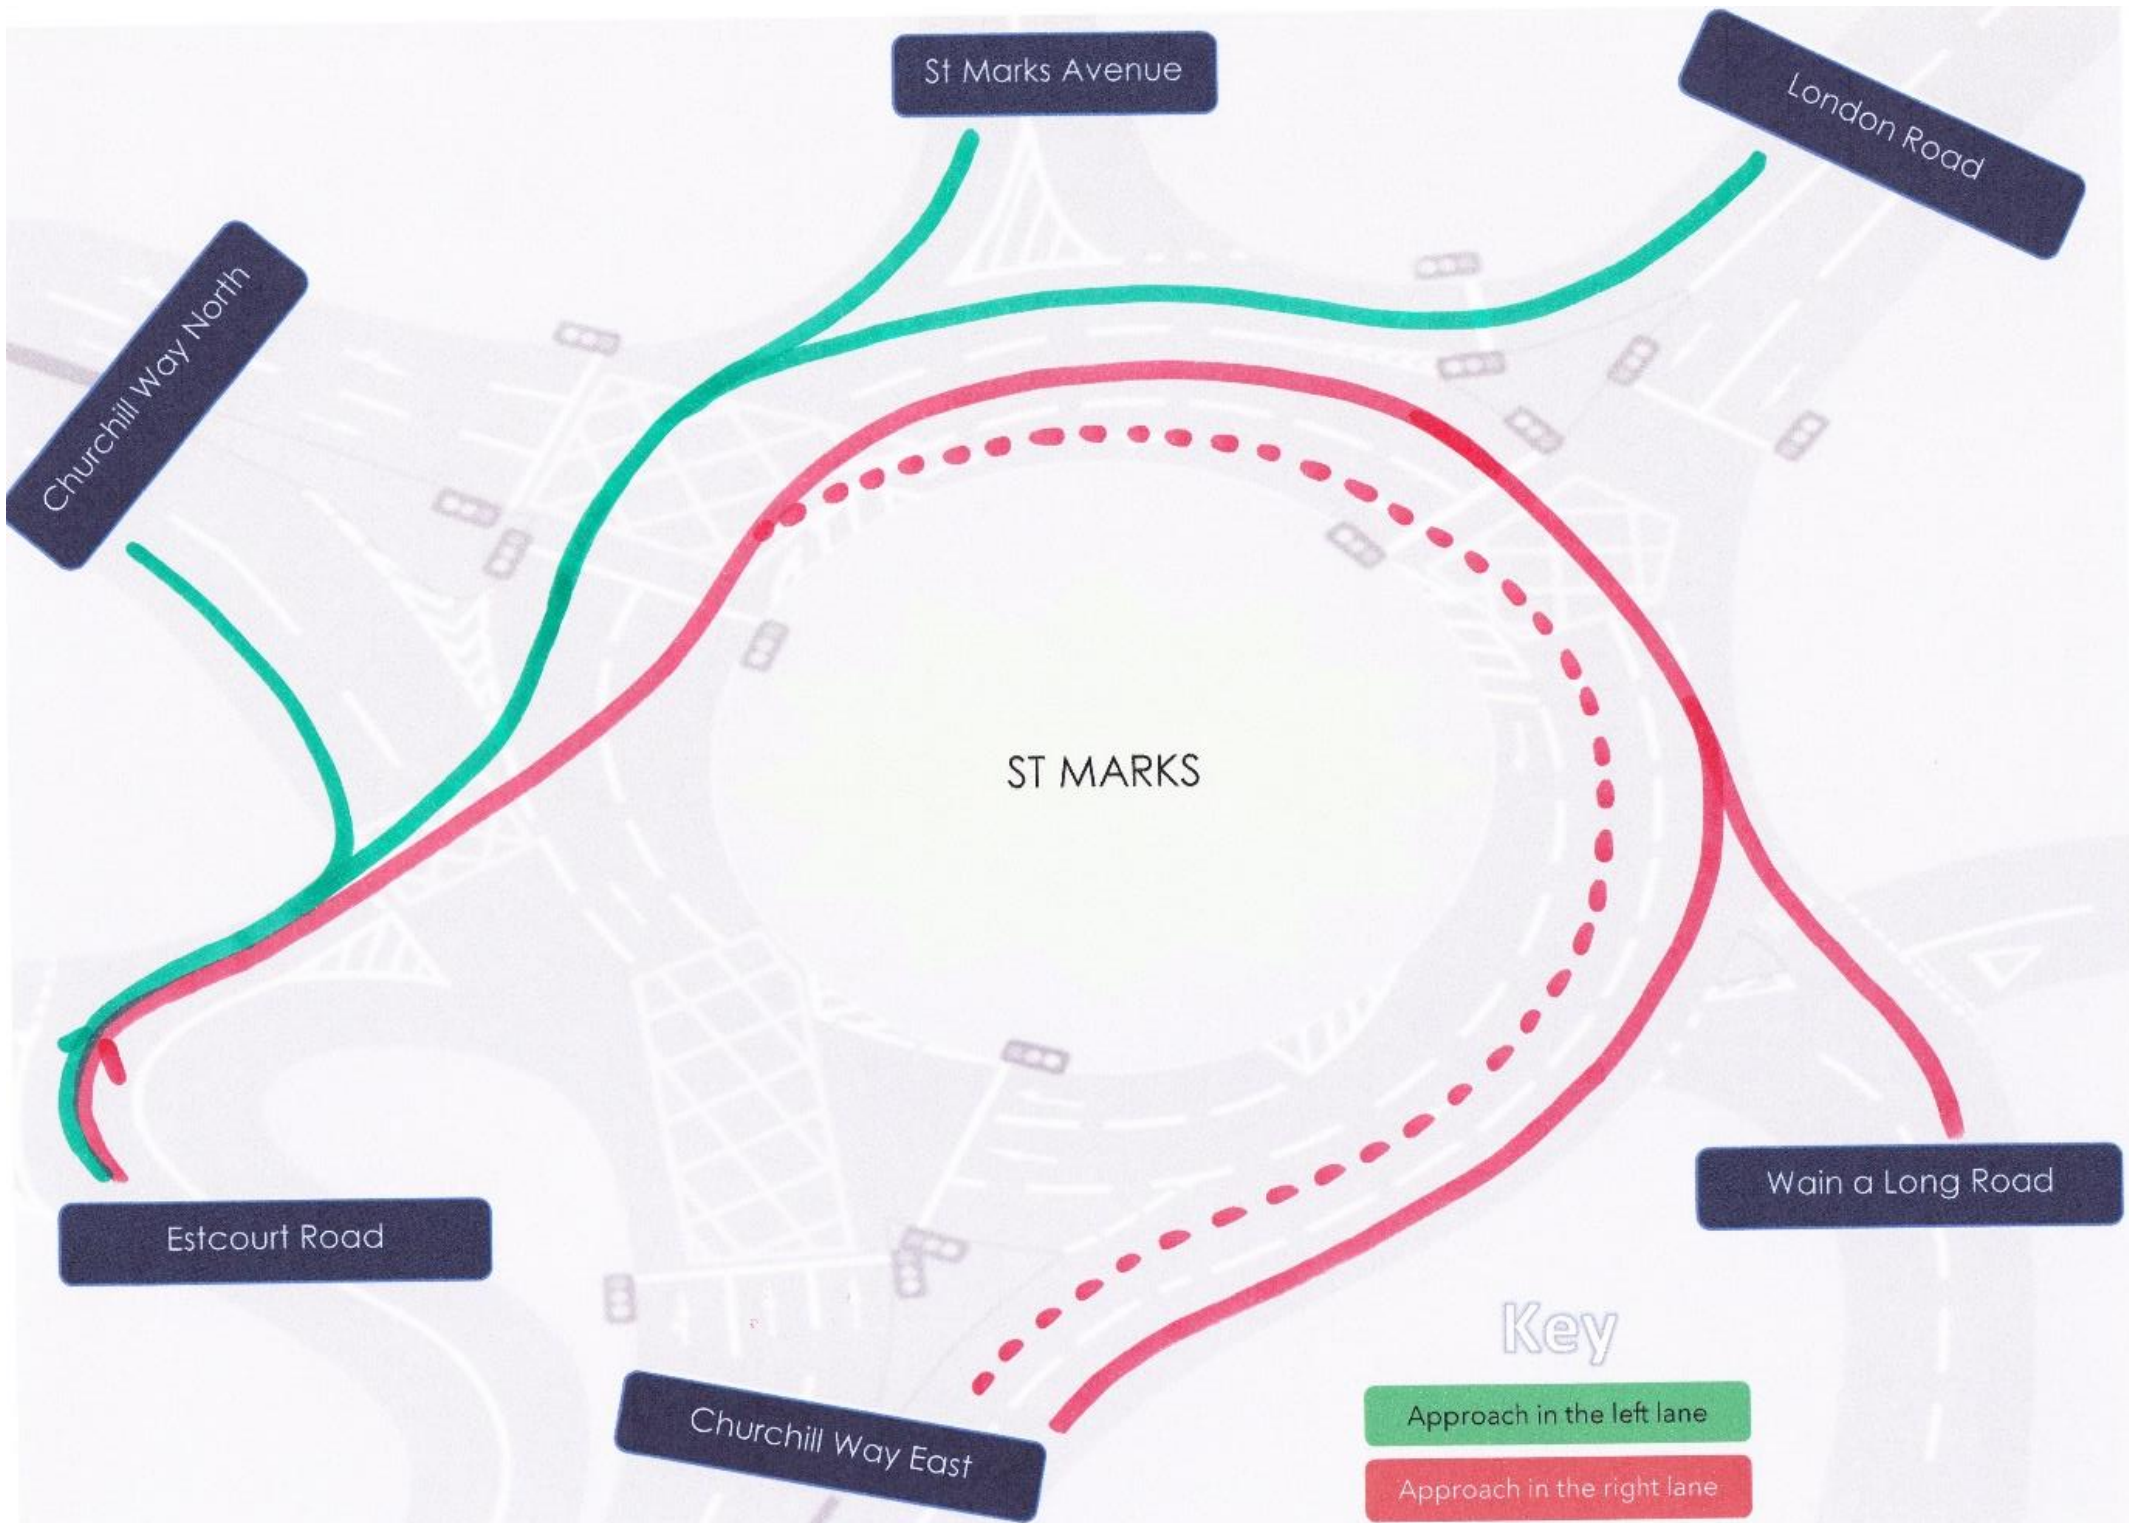 St Marks Avenue
London Road
Churchill Way North
ST MARKS
Wain a Long Road
Estcourt Road
Churchill Way East
Key
Approach in the left lane
Approach in the right lane